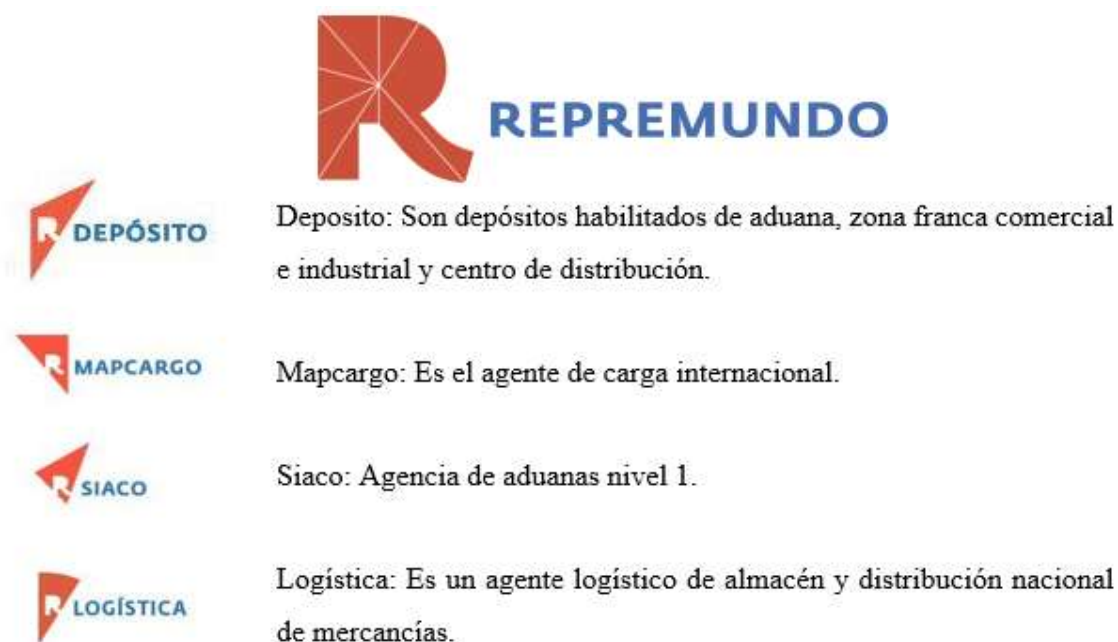 R REPREMUNDO
R DEPÓSITO
Deposito: Son depósitos habilitados de aduana, zona franca comercial
e industrial y centro de distribución.
R MAPCARGO
Mapcargo: Es el agente de carga internacional.
R SIACO
Siaco: Agencia de aduanas nivel 1.
R LOGÍSTICA
Logística: Es un agente logístico de almacén y distribución nacional
de mercancías.